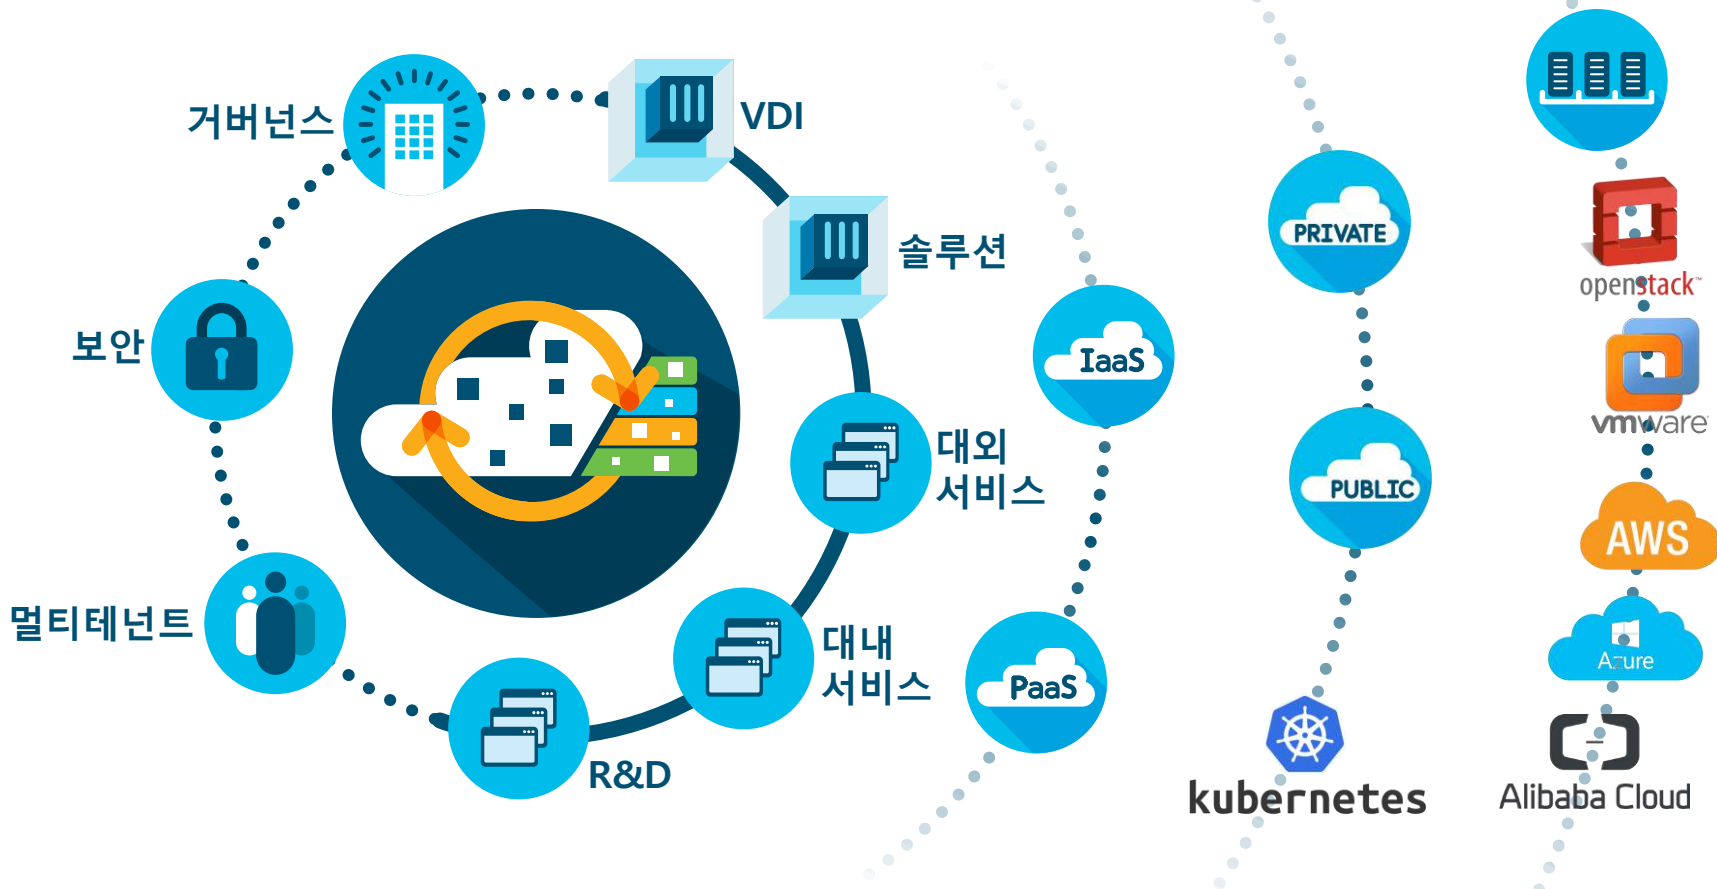 거버넌스
VDI
솔루션
보안
대외
서비스
멀티테넌트
대내
서비스
R&D
IaaS
PaaS
PRIVATE
PUBLIC
kubernetes
openstack™
vmware
AWS
Azure
Alibaba Cloud